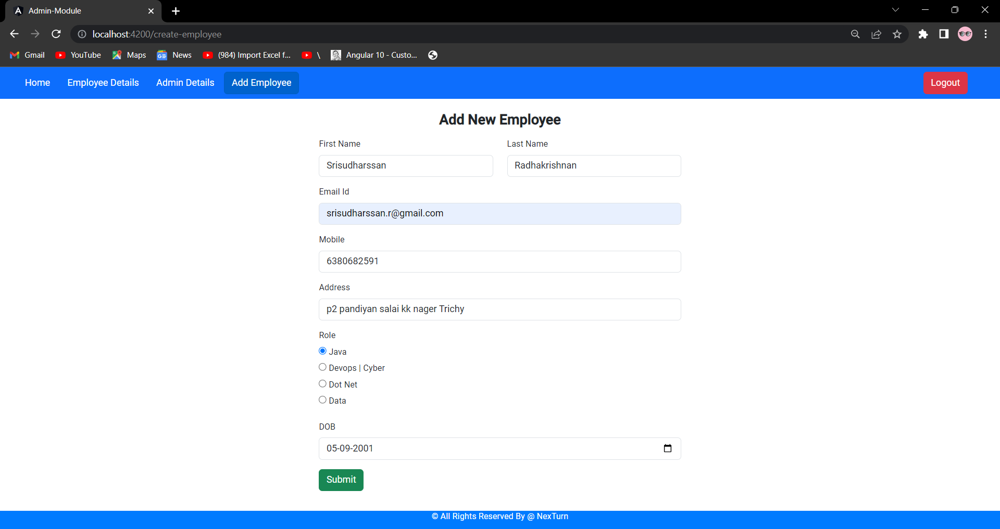 Admin-Module
localhost:4200/create-employee
Gmail YouTube Maps News (984) Import Excel f... \ Angular 10 - Custo...
Home Employee Details Admin Details Add Employee Logout
Add New Employee
First Name Last Name
Srisudharssan Radhakrishnan
Email Id
srisudharssan.r@gmail.com
Mobile
6380682591
Address
p2 pandiyan salai kk nager Trichy
Role
Java
Devops | Cyber
Dot Net
Data
DOB
05-09-2001
Submit
© All Rights Reserved By @ NexTurn